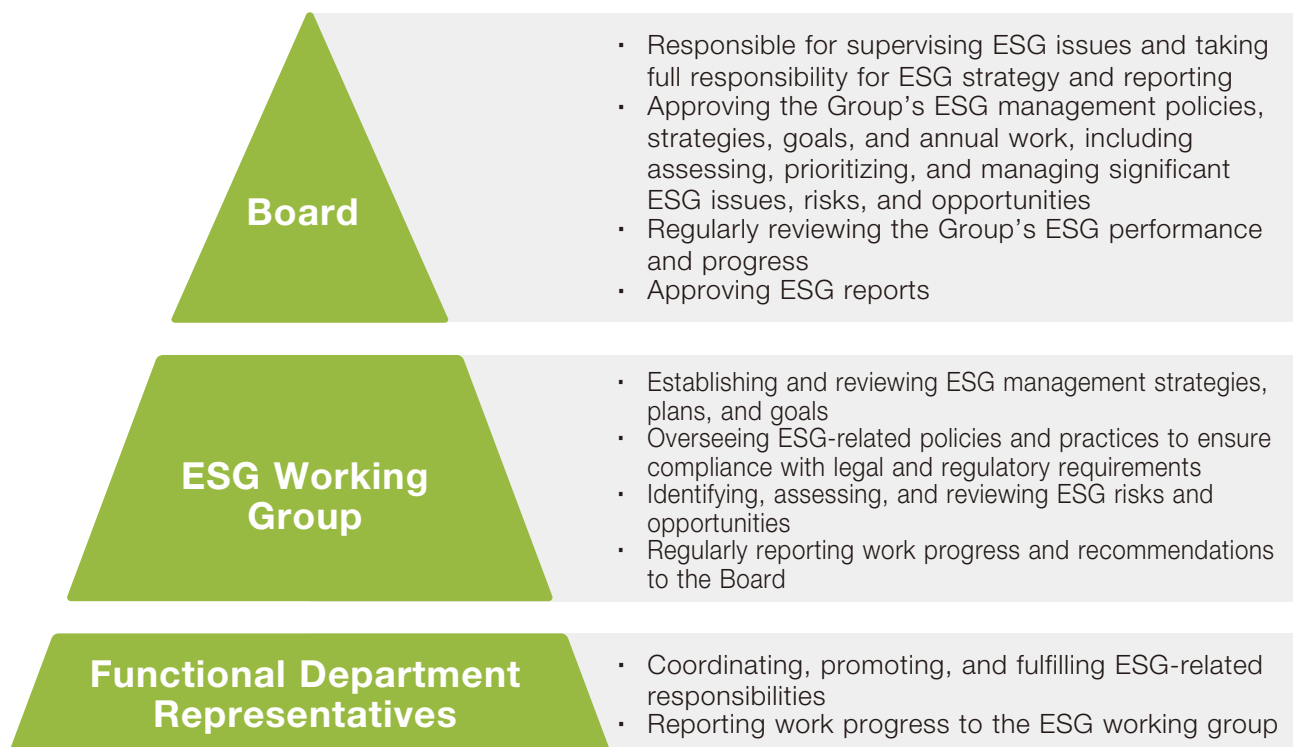 Board
· Responsible for supervising ESG issues and taking
full responsibility for ESG strategy and reporting
· Approving the Group’s ESG management policies,
strategies, goals, and annual work, including
assessing, prioritizing, and managing significant
ESG issues, risks, and opportunities
· Regularly reviewing the Group’s ESG performance
and progress
· Approving ESG reports
ESG Working
Group
· Establishing and reviewing ESG management strategies,
plans, and goals
· Overseeing ESG-related policies and practices to ensure
compliance with legal and regulatory requirements
· Identifying, assessing, and reviewing ESG risks and
opportunities
· Regularly reporting work progress and recommendations
to the Board
Functional Department
Representatives
· Coordinating, promoting, and fulfilling ESG-related
responsibilities
· Reporting work progress to the ESG working group